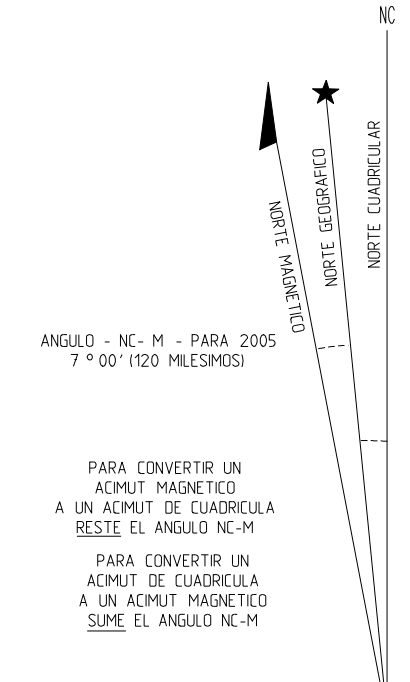 NC
NORTE MAGNETICO
NORTE GEOGRAFICO
NORTE CUADRICULAR
ANGULO - NC- M - PARA 2005
7 ° 00' (120 MILESIMOS)
PARA CONVERTIR UN
ACIMUT MAGNETICO
A UN ACIMUT DE CUADRICULA
RESTE EL ANGULO NC-M
PARA CONVERTIR UN
ACIMUT DE CUADRICULA
A UN ACIMUT MAGNETICO
SUME EL ANGULO NC-M